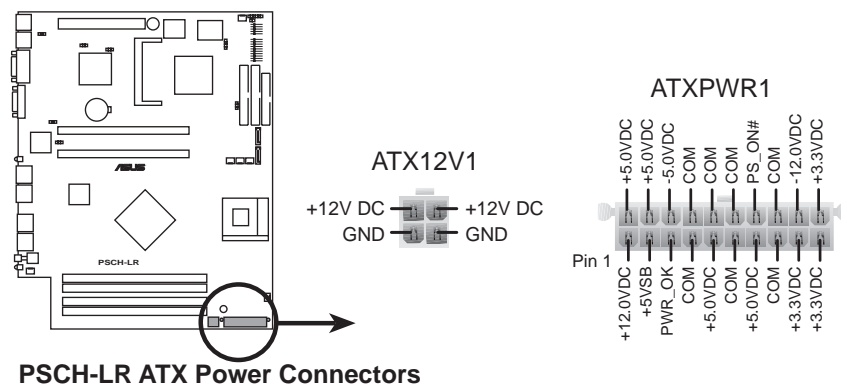 ATXPWR1
+5.0VDC
+5.0VDC
-5.0VDC
COM
COM
COM
PS_ON#
COM
-12.0VDC
+3.3VDC
ATX12V1
+12V DC
+12V DC
GND
GND
Pin 1
+12.0VDC
+5VSB
PWR_OK
COM
+5.0VDC
COM
+5.0VDC
COM
+3.3VDC
+3.3VDC
ASUS
PSCH-LR
PSCH-LR ATX Power Connectors